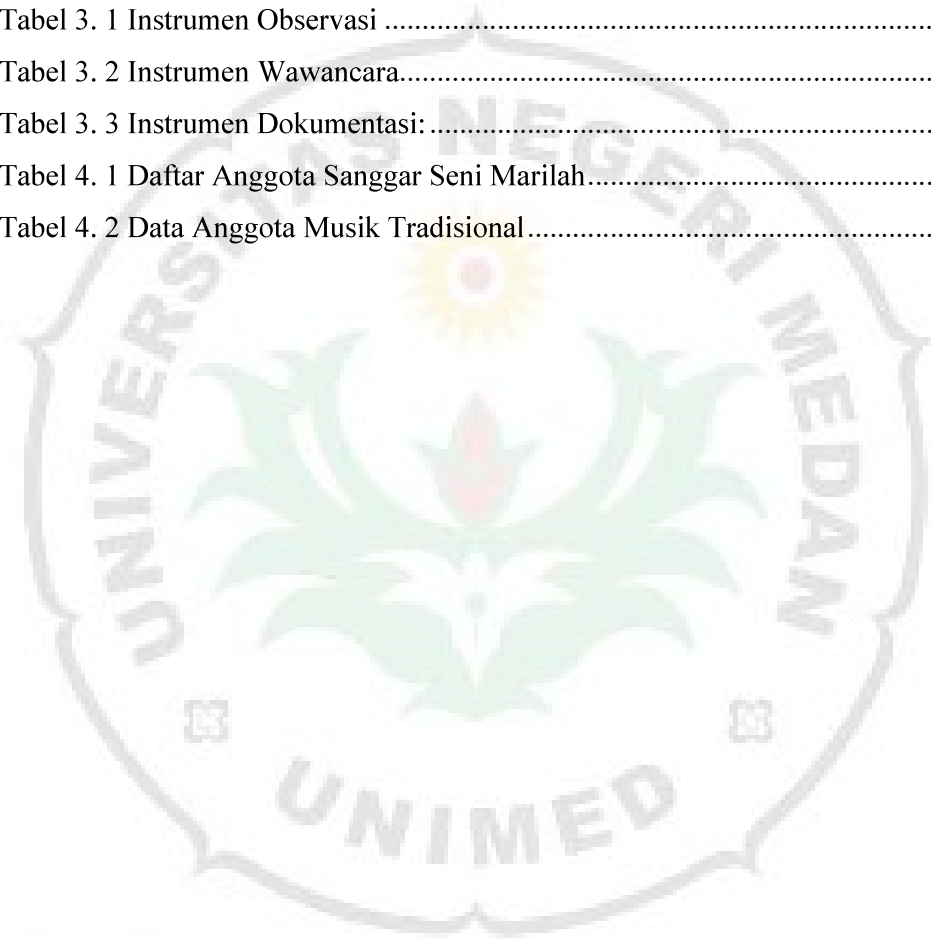 Tabel 3. 1 Instrumen Observasi ........................................................................
Tabel 3. 2 Instrumen Wawancara......................................................................
Tabel 3. 3 Instrumen Dokumentasi: ..................................................................
Tabel 4. 1 Daftar Anggota Sanggar Seni Marilah..............................................
Tabel 4. 2 Data Anggota Musik Tradisional......................................................
UNIVERSITAS NEGERI MEDAN
UNIMED